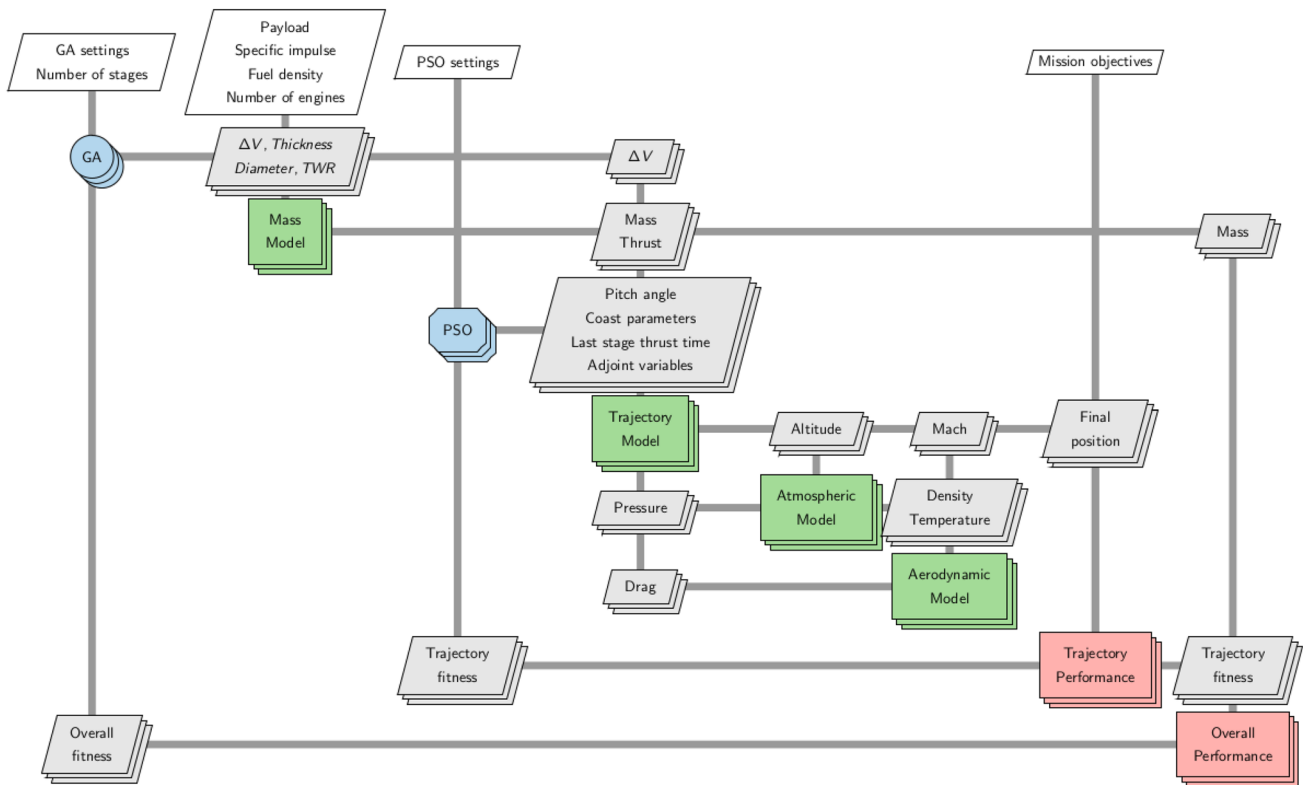 GA settings
Number of stages
Payload
Specific impulse
Fuel density
Number of engines
PSO settings
Mission objectives
GA
ΔV, Thickness
Diameter, TWR
ΔV
Mass
Model
Mass
Thrust
Mass
PSO
Pitch angle
Coast parameters
Last stage thrust time
Adjoint variables
Trajectory
Model
Altitude
Mach
Final
position
Pressure
Atmospheric
Model
Density
Temperature
Drag
Aerodynamic
Model
Trajectory
fitness
Trajectory
Performance
Trajectory
fitness
Overall
fitness
Overall
Performance